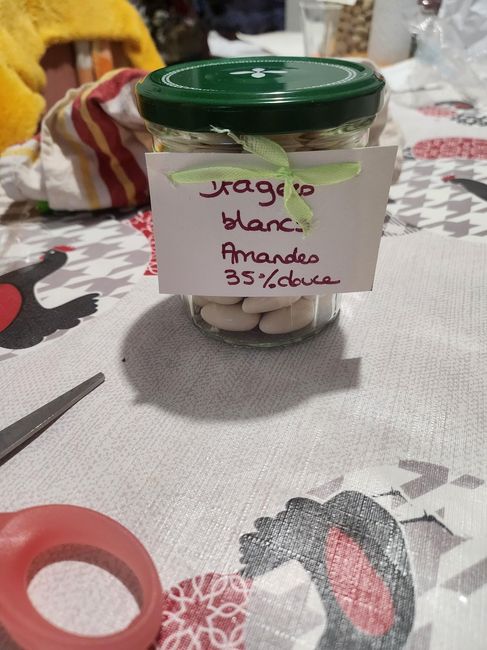 Dragées
blancs
Amandes
35% douce